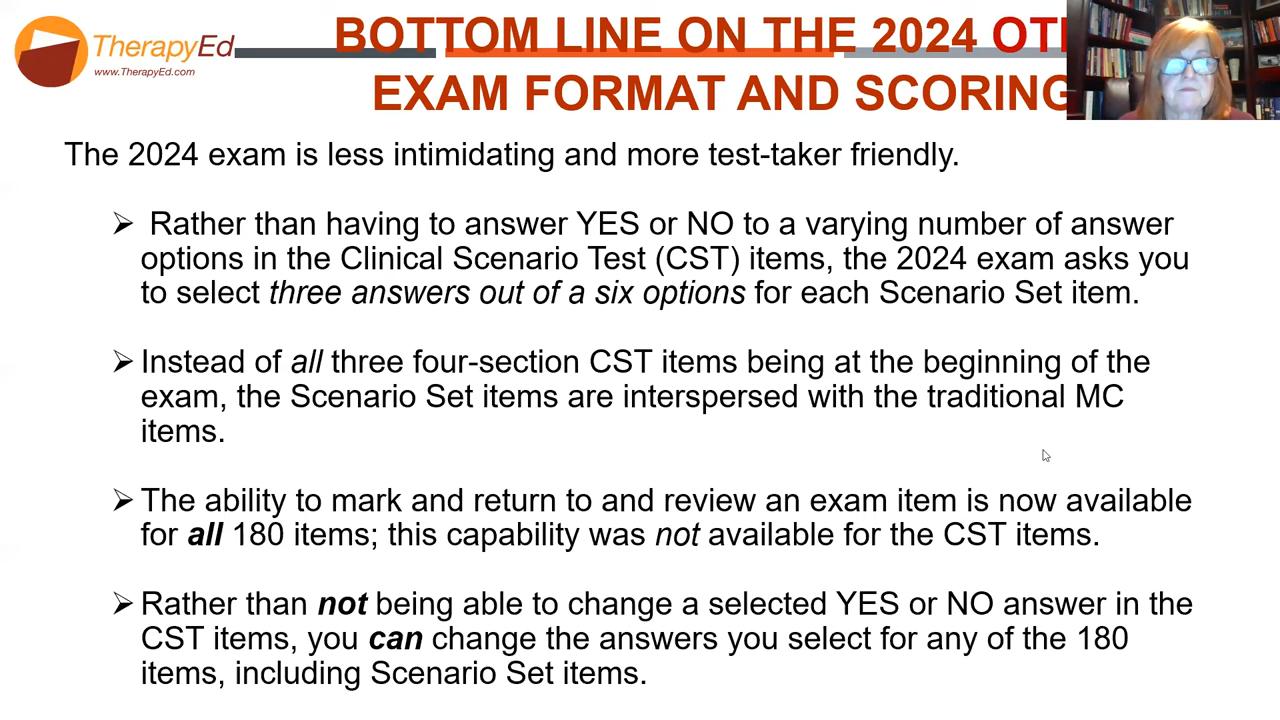 TherapyEd
www.TherapyEd.com
BOTTOM LINE ON THE 2024
EXAM FORMAT AND SCORING
The 2024 exam is less intimidating and more test-taker friendly.
➢ Rather than having to answer YES or NO to a varying number of answer
options in the Clinical Scenario Test (CST) items, the 2024 exam asks you
to select three answers out of a six options for each Scenario Set item.
➢ Instead of all three four-section CST items being at the beginning of the
exam, the Scenario Set items are interspersed with the traditional MC
items.
➢ The ability to mark and return to and review an exam item is now available
for all 180 items; this capability was not available for the CST items.
➢ Rather than not being able to change a selected YES or NO answer in the
CST items, you can change the answers you select for any of the 180
items, including Scenario Set items.